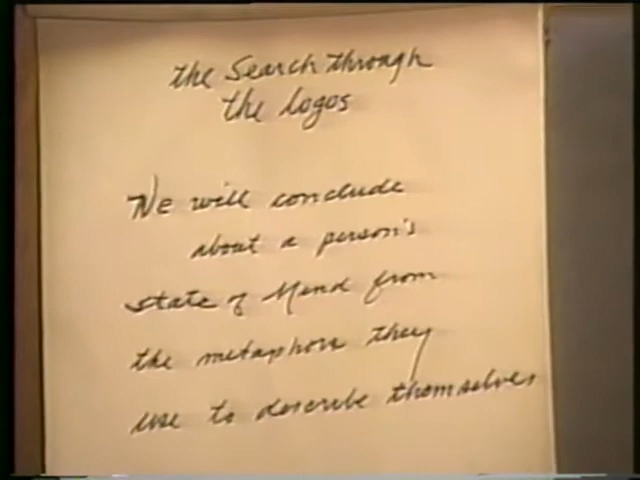 the Search through
the logos
We will conclude
about a person's
state of Mind from
the metaphors they
use to describe themselves